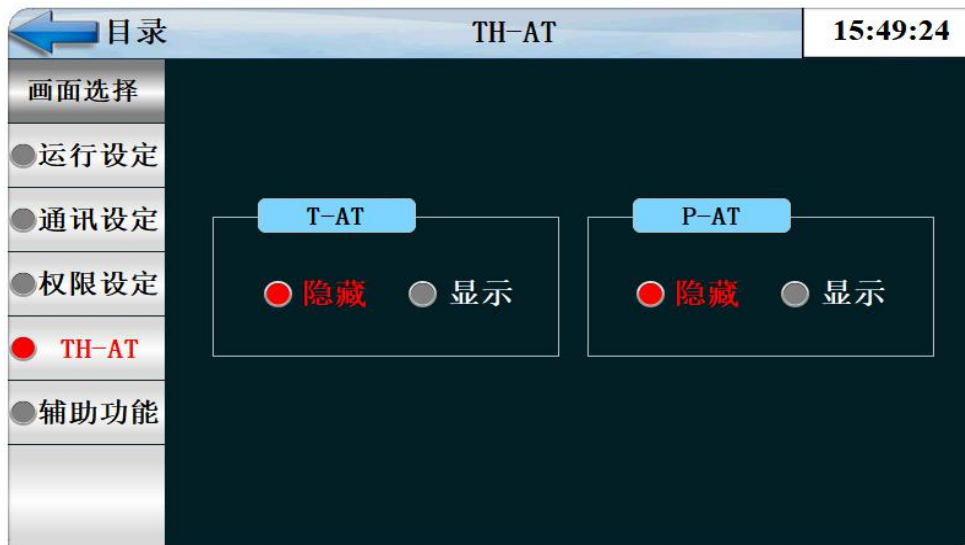 目录
TH-AT
15:49:24
画面选择
运行设定
通讯设定
权限设定
TH-AT
辅助功能
T-AT
隐藏 显示
P-AT
隐藏 显示